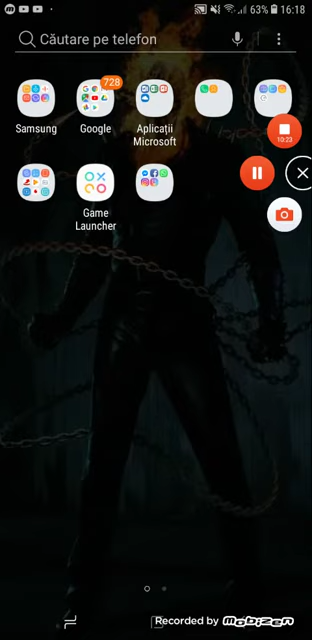 63% 16:18
Căutare pe telefon
728
Samsung
Google
Aplicații
Microsoft
10:23
Game
Launcher
Recorded by mobizen